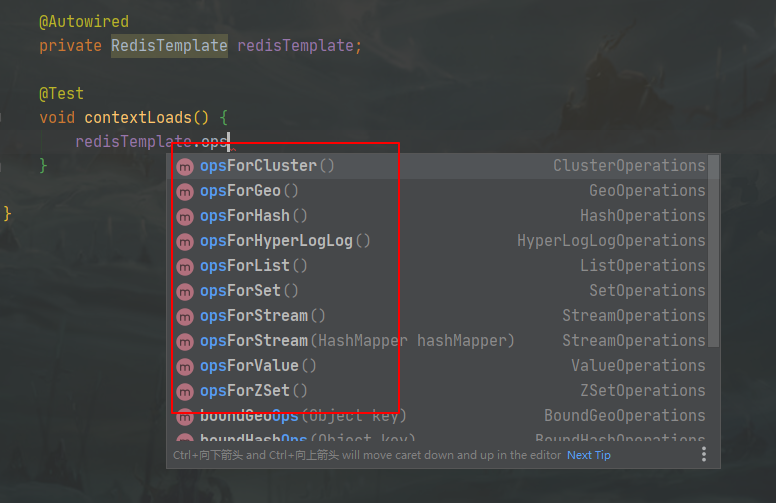 @Autowired
private RedisTemplate redisTemplate;
@Test
void contextLoads() {
redisTemplate.ops
}
}
opsForCluster() ClusterOperations
opsForGeo() GeoOperations
opsForHash() HashOperations
opsForHyperLogLog() HyperLogLogOperations
opsForList() ListOperations
opsForSet() SetOperations
opsForStream() StreamOperations
opsForStream(HashMapper hashMapper) StreamOperations
opsForValue() ValueOperations
opsForZSet() ZSetOperations
boundGeoOps(Object key) BoundGeoOperations
boundHashOps(Object key) BoundHashOperations
Ctrl+向下箭头 and Ctrl+向上箭头 will move caret down and up in the editor Next Tip